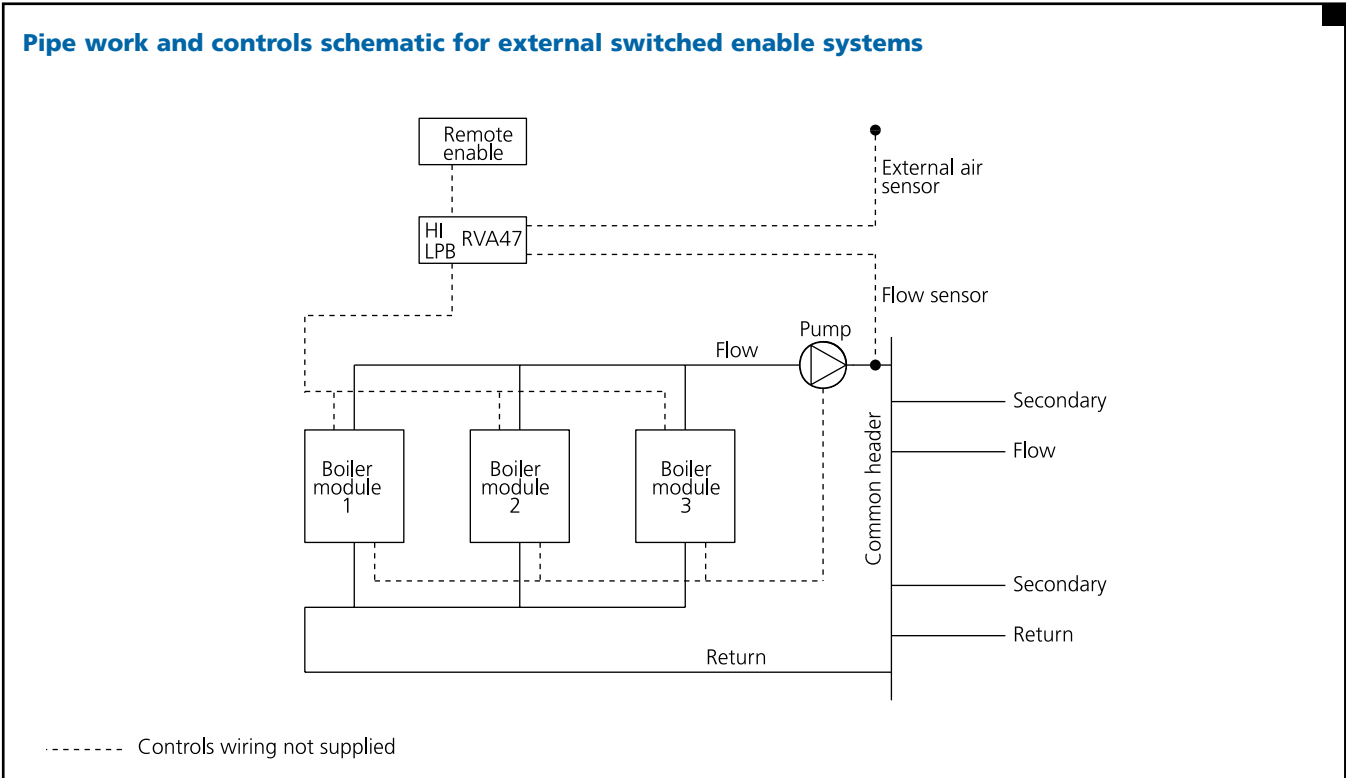 Pipe work and controls schematic for external switched enable systems
Remote
enable
External air
sensor
HI
LPB
RVA47
Flow sensor
Pump
Flow
Secondary
Flow
Common header
Boiler
module
1
Boiler
module
2
Boiler
module
3
Secondary
Return
Return
Controls wiring not supplied